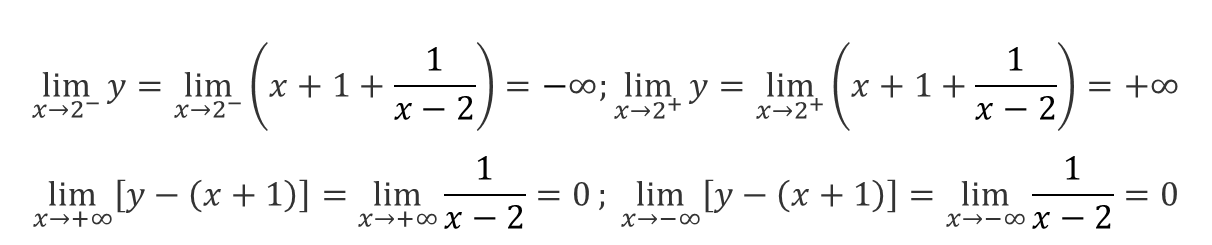 lim_{x→2⁻} y = lim_{x→2⁻} (x + 1 + 1/(x − 2)) = −∞; lim_{x→2⁺} y = lim_{x→2⁺} (x + 1 + 1/(x − 2)) = +∞
lim_{x→+∞} [y − (x + 1)] = lim_{x→+∞} 1/(x − 2) = 0 ; lim_{x→−∞} [y − (x + 1)] = lim_{x→−∞} 1/(x − 2) = 0